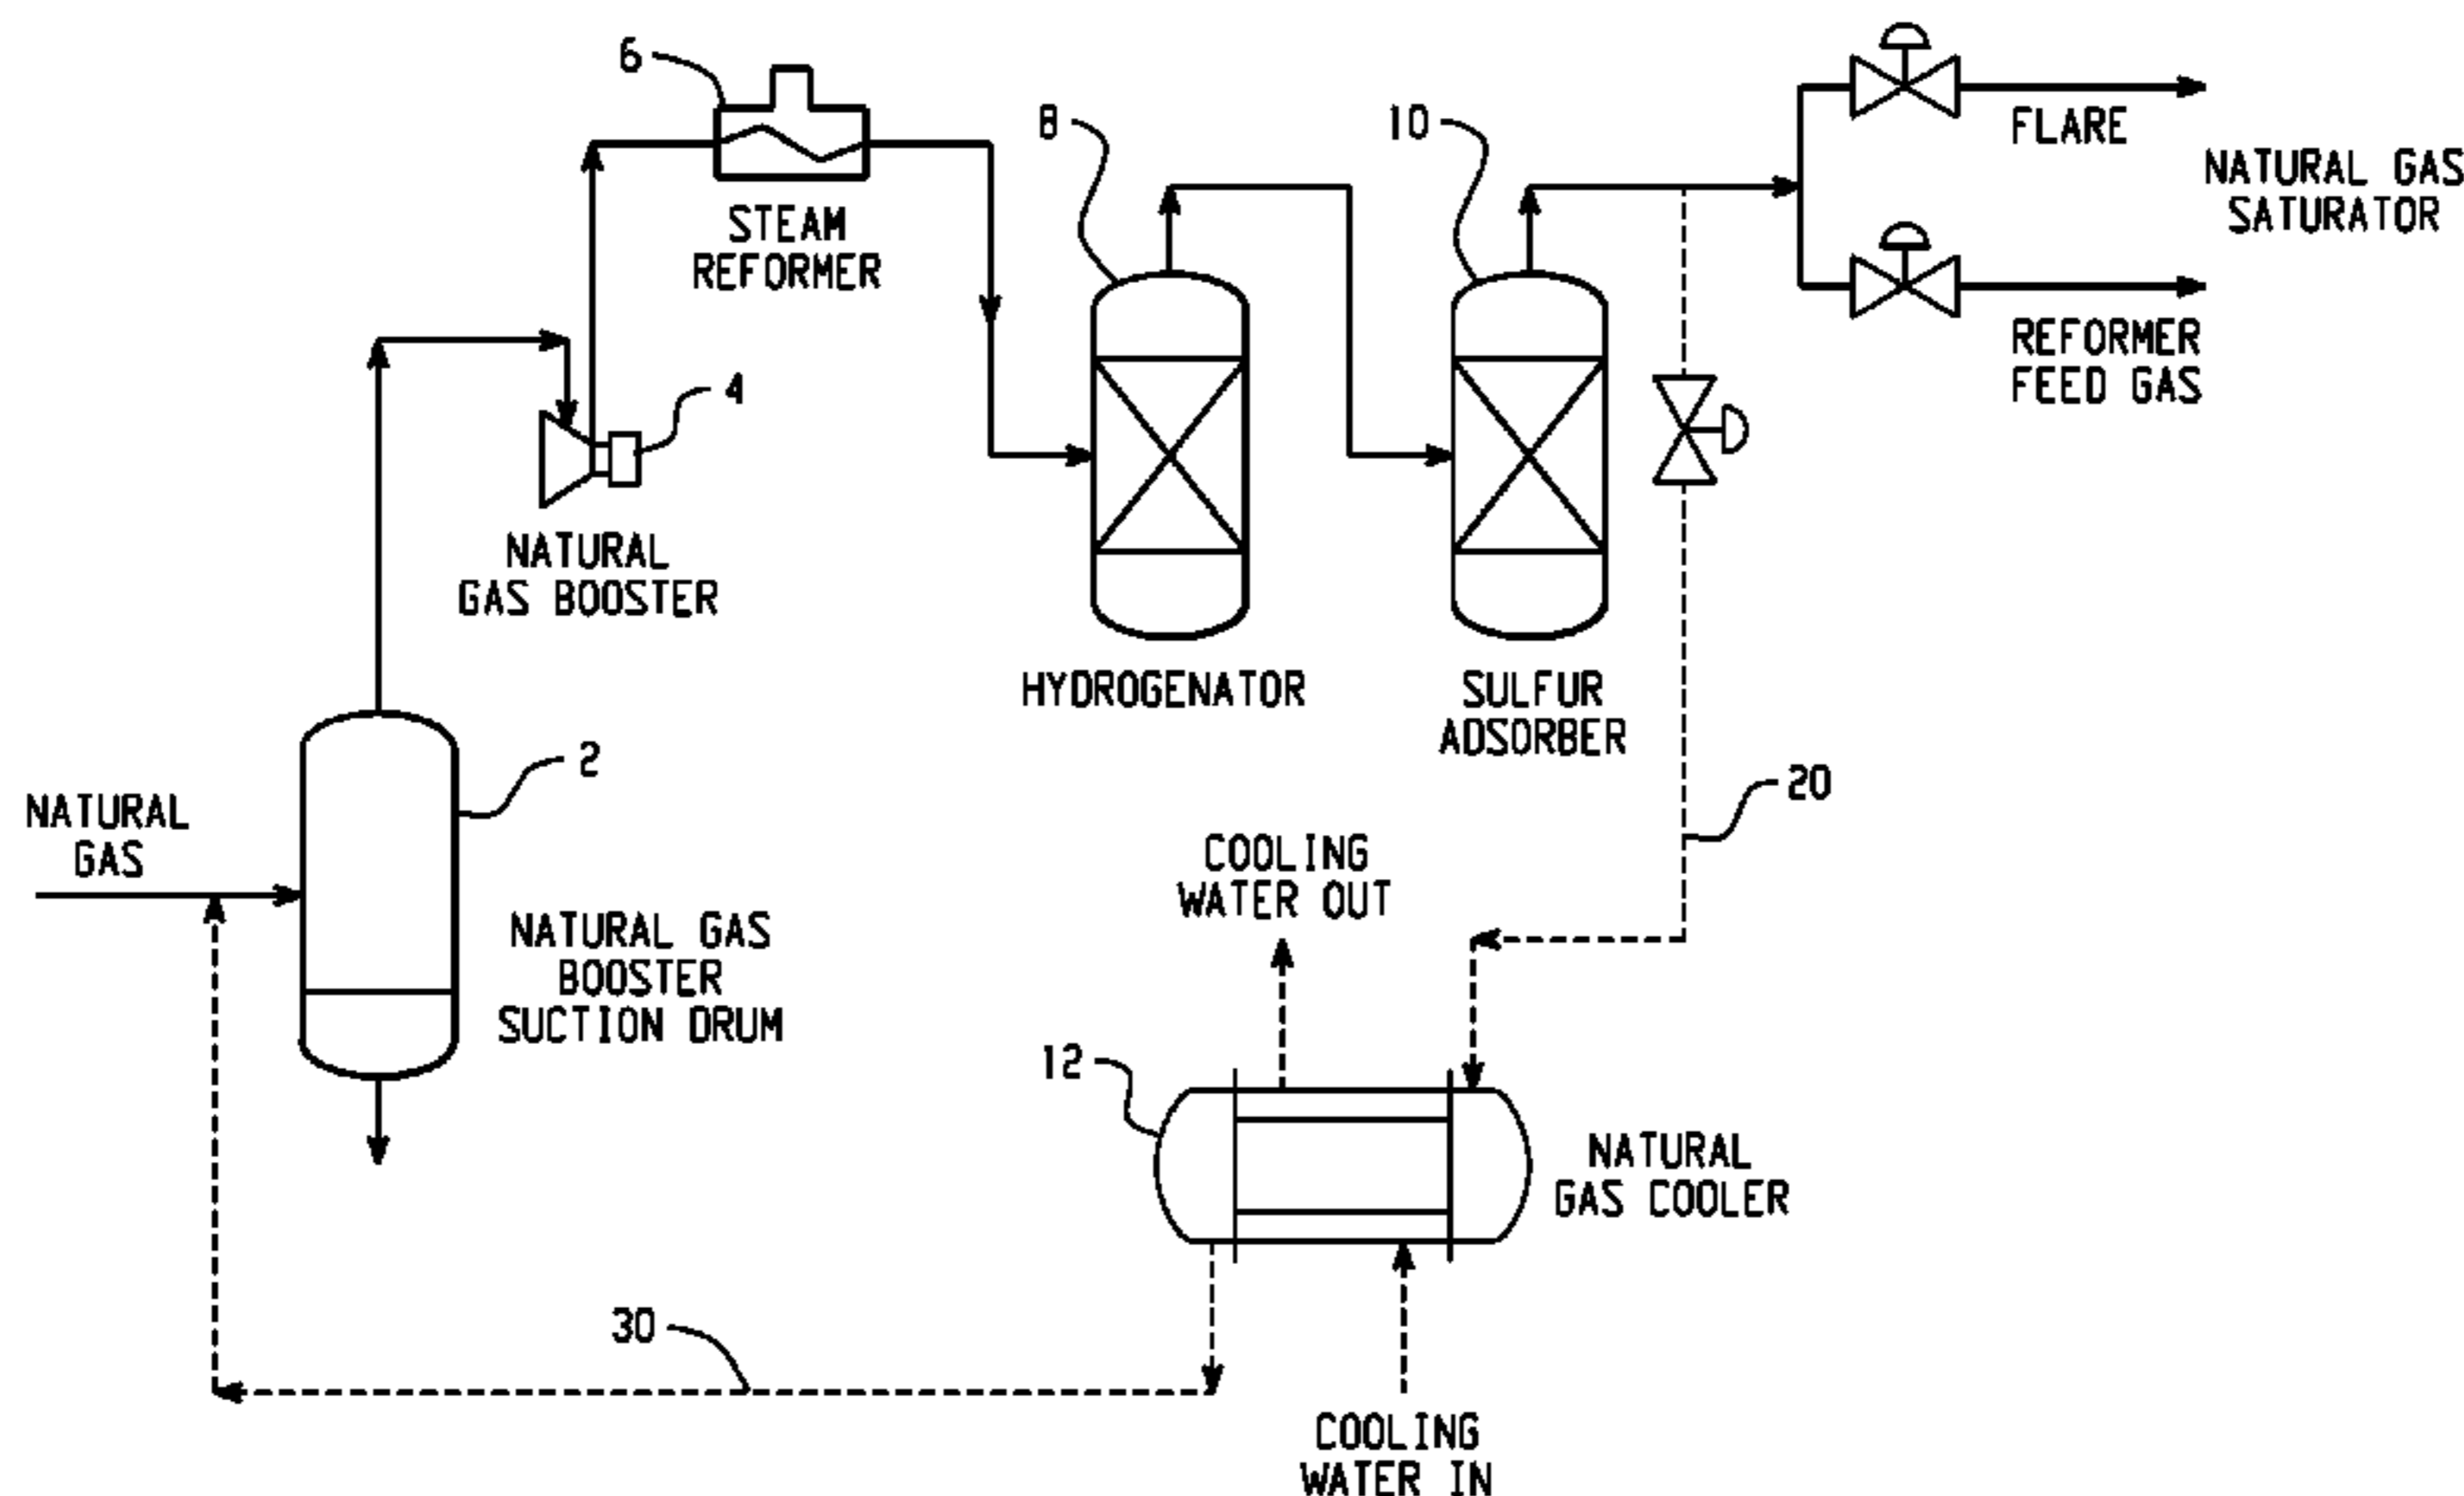 6
8
10
FLARE
NATURAL GAS
SATURATOR
STEAM
REFORMER
REFORMER
FEED GAS
4
NATURAL
GAS BOOSTER
HYDROGENATOR
SULFUR
ADSORBER
2
20
NATURAL
GAS
COOLING
WATER OUT
NATURAL GAS
BOOSTER
SUCTION DRUM
12
NATURAL
GAS COOLER
30
COOLING
WATER IN